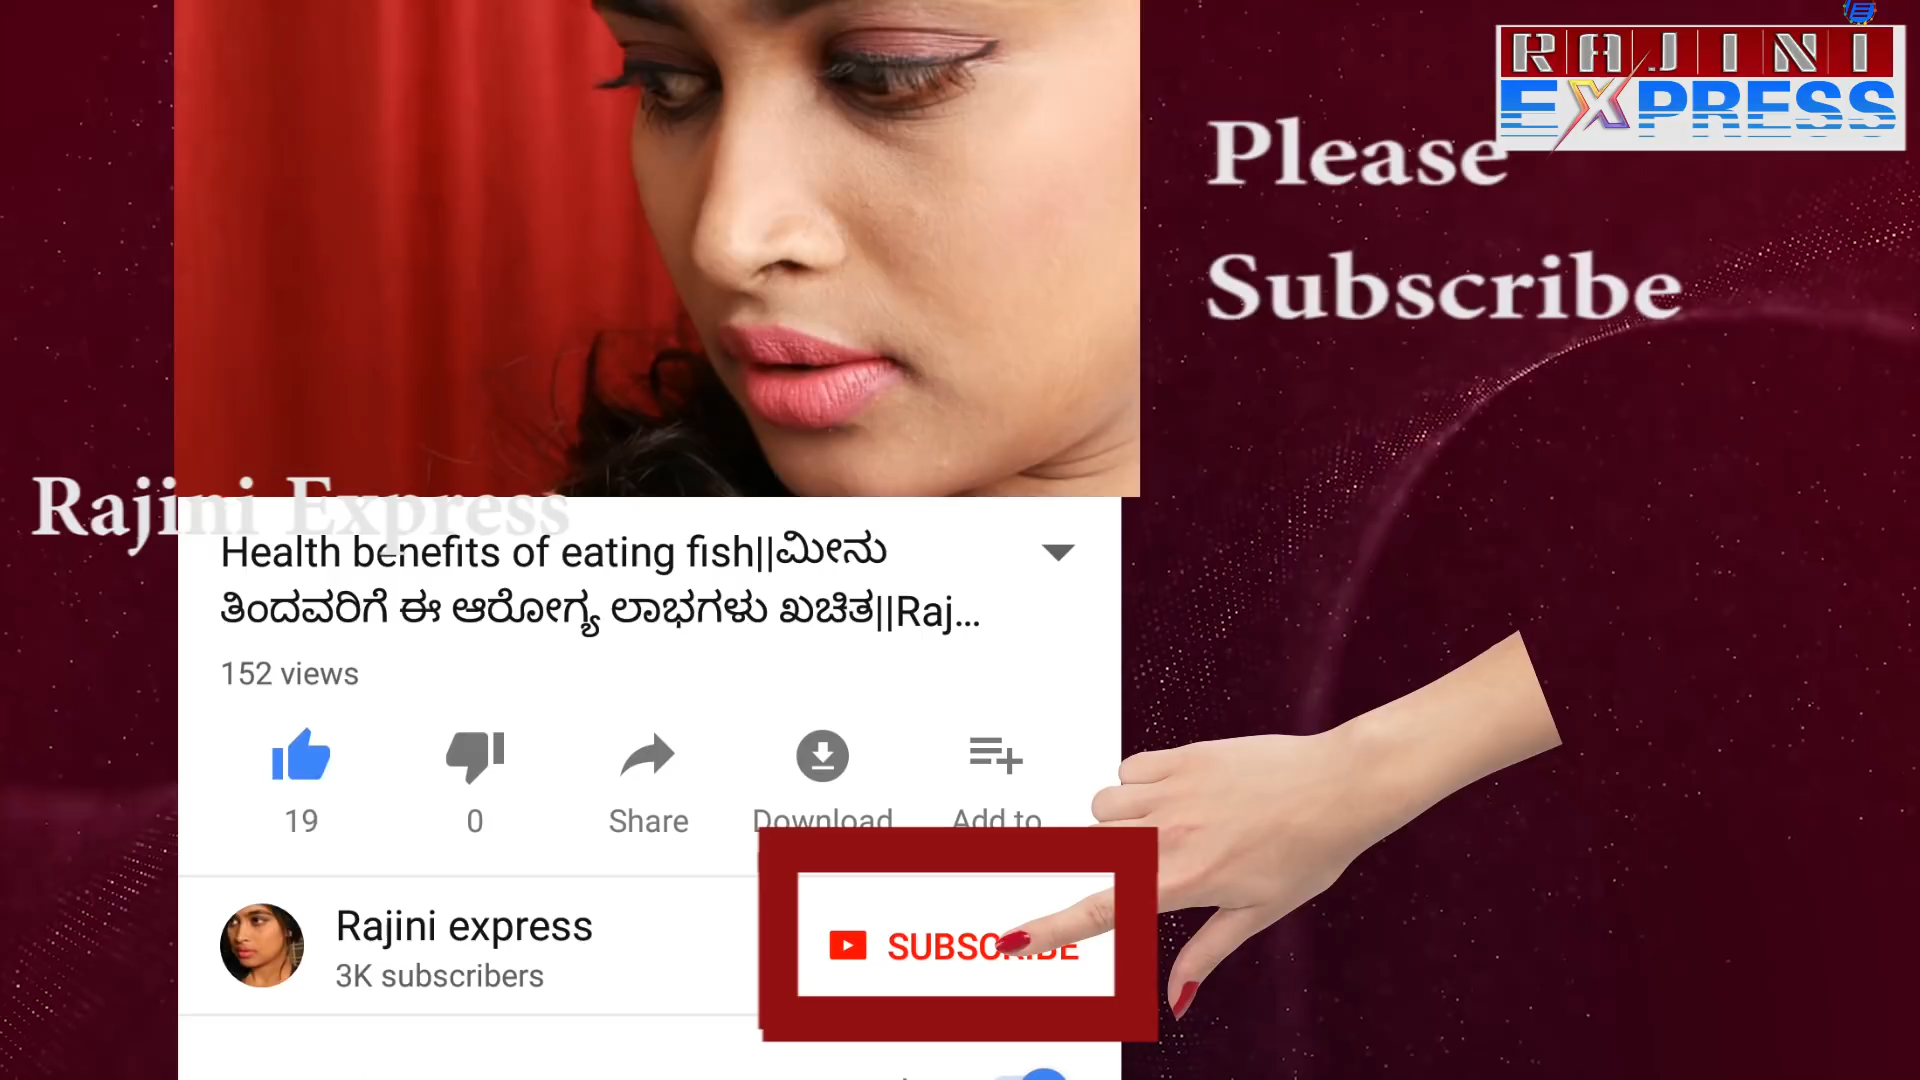 RAJINI
EXPRESS
Please
Subscribe
Rajini Express
Health benefits of eating fish||ಮೀನು
ತಿಂದವರಿಗೆ ಈ ಆರೋಗ್ಯ ಲಾಭಗಳು ಖಚಿತ||Raj...
152 views
19
0
Share
Download
Add to
Rajini express
3K subscribers
SUBSCRIBE